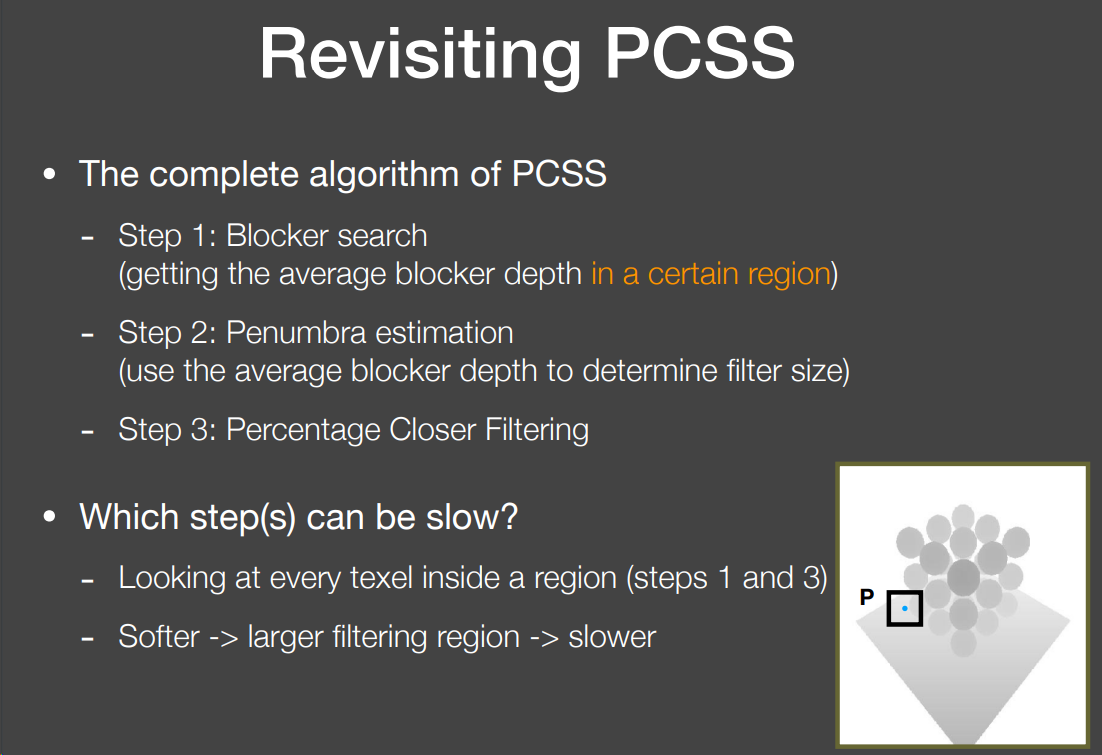 Revisiting PCSS
• The complete algorithm of PCSS
- Step 1: Blocker search
(getting the average blocker depth in a certain region)
- Step 2: Penumbra estimation
(use the average blocker depth to determine filter size)
- Step 3: Percentage Closer Filtering
• Which step(s) can be slow?
- Looking at every texel inside a region (steps 1 and 3)
- Softer -> larger filtering region -> slower
P